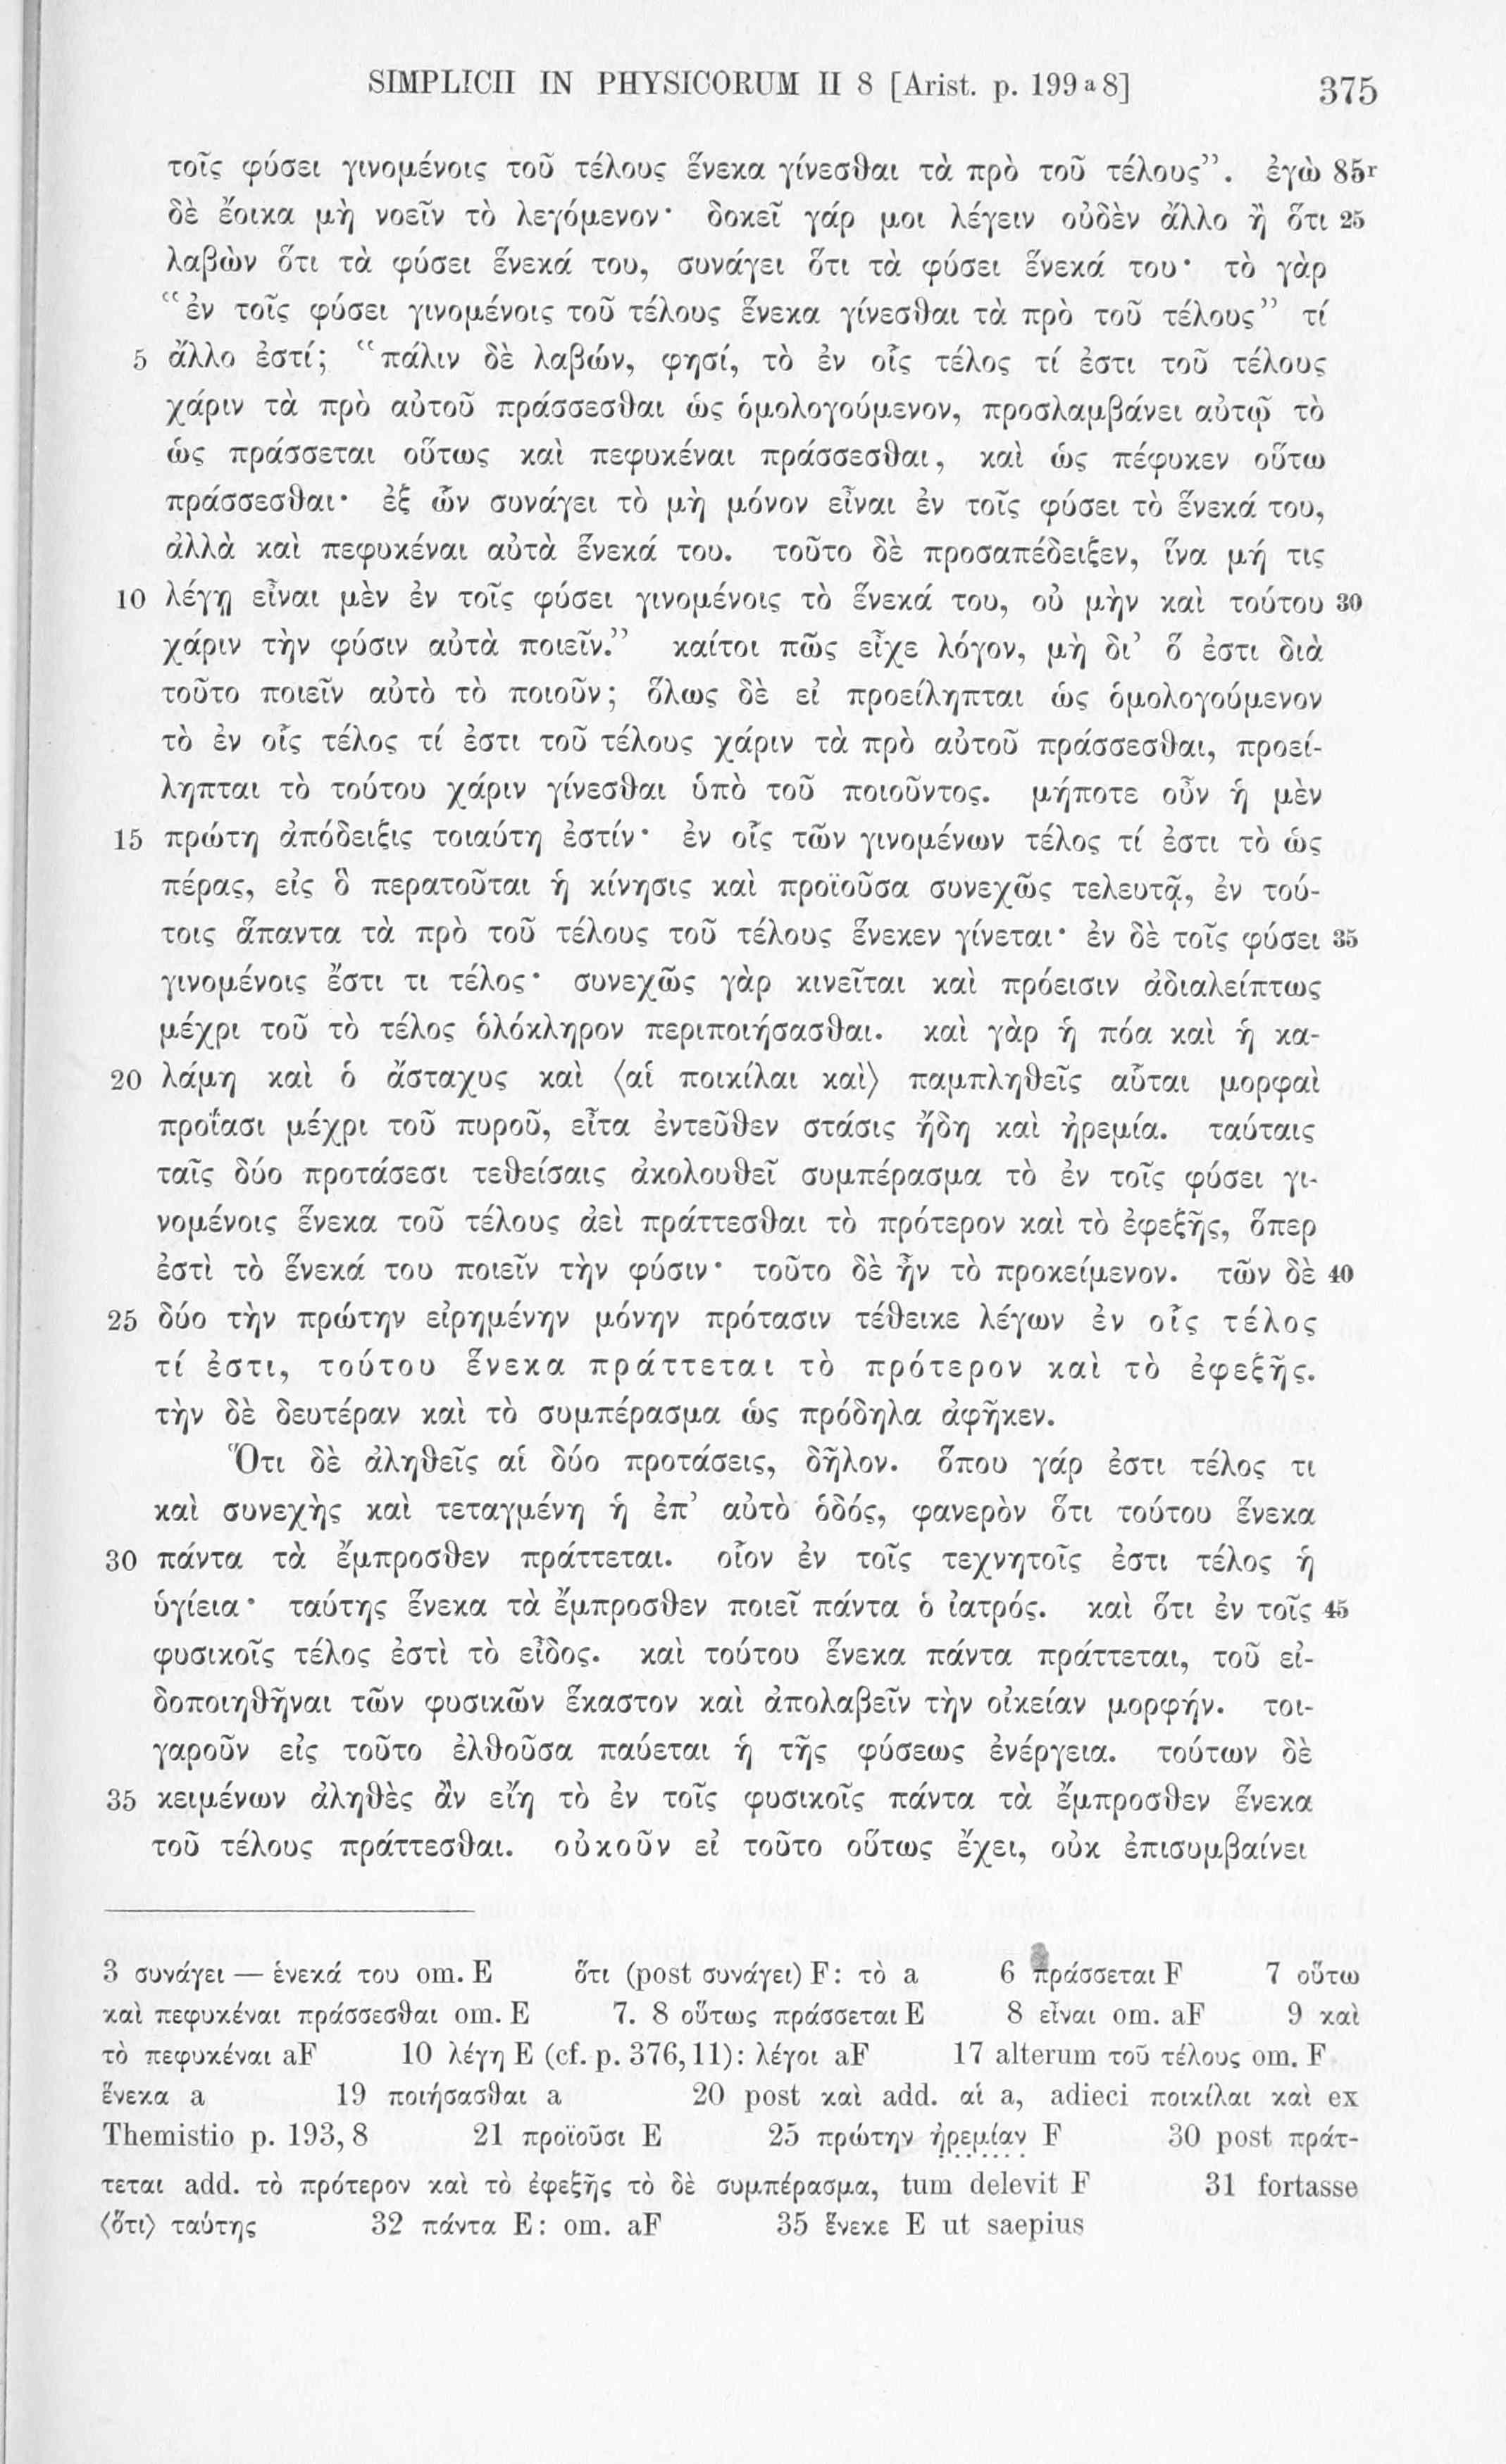 SIMPLICII IN PHYSICORUM II 8 [Arist. p. 199 a 8] 375
τοῖς φύσει γινομένοις τοῦ τέλους ἕνεκα γίνεσθαι τὰ πρὸ τοῦ τέλους”. ἐγὼ 85r
δὲ ἔοικα μὴ νοεῖν τὸ λεγόμενον· δοκεῖ γάρ μοι λέγειν οὐδὲν ἄλλο ἢ ὅτι 25
λαβὼν ὅτι τὰ φύσει ἕνεκά του, συνάγει ὅτι τὰ φύσει ἕνεκά του· τὸ γὰρ
“ἐν τοῖς φύσει γινομένοις τοῦ τέλους ἕνεκα γίνεσθαι τὰ πρὸ τοῦ τέλους” τί
5 ἄλλο ἐστί; “πάλιν δὲ λαβών, φησί, τὸ ἐν οἷς τέλος τί ἐστι τοῦ τέλους
χάριν τὰ πρὸ αὐτοῦ πράσσεσθαι ὡς ὁμολογούμενον, προσλαμβάνει αὐτῷ τὸ
ὡς πράσσεται οὕτως καὶ πεφυκέναι πράσσεσθαι, καὶ ὡς πέφυκεν οὕτω
πράσσεσθαι· ἐξ ὧν συνάγει τὸ μὴ μόνον εἶναι ἐν τοῖς φύσει τὸ ἕνεκά του,
ἀλλὰ καὶ πεφυκέναι αὐτὰ ἕνεκά του. τοῦτο δὲ προσαπέδειξεν, ἵνα μή τις
10 λέγῃ εἶναι μὲν ἐν τοῖς φύσει γινομένοις τὸ ἕνεκά του, οὐ μὴν καὶ τούτου 30
χάριν τὴν φύσιν αὐτὰ ποιεῖν.” καίτοι πῶς εἶχε λόγον, μὴ δι’ ὅ ἐστι διὰ
τοῦτο ποιεῖν αὐτὸ τὸ ποιοῦν; ὅλως δὲ εἰ προείληπται ὡς ὁμολογούμενον
τὸ ἐν οἷς τέλος τί ἐστι τοῦ τέλους χάριν τὰ πρὸ αὐτοῦ πράσσεσθαι, προεί-
ληπται τὸ τούτου χάριν γίνεσθαι ὑπὸ τοῦ ποιοῦντος. μήποτε οὖν ἡ μὲν
15 πρώτη ἀπόδειξις τοιαύτη ἐστίν· ἐν οἷς τῶν γινομένων τέλος τί ἐστι τὸ ὡς
πέρας, εἰς ὃ περατοῦται ἡ κίνησις καὶ προϊοῦσα συνεχῶς τελευτᾷ, ἐν τού-
τοις ἅπαντα τὰ πρὸ τοῦ τέλους τοῦ τέλους ἕνεκεν γίνεται· ἐν δὲ τοῖς φύσει 35
γινομένοις ἔστι τι τέλος· συνεχῶς γὰρ κινεῖται καὶ πρόεισιν ἀδιαλείπτως
μέχρι τοῦ τὸ τέλος ὁλόκληρον περιποιήσασθαι. καὶ γὰρ ἡ πόα καὶ ἡ κα-
20 λάμη καὶ ὁ ἄσταχυς καὶ ⟨αἱ ποικίλαι καὶ⟩ παμπληθεῖς αὗται μορφαὶ
προΐασι μέχρι τοῦ πυροῦ, εἶτα ἐντεῦθεν στάσις ἤδη καὶ ἠρεμία. ταύταις
ταῖς δύο προτάσεσι τεθείσαις ἀκολουθεῖ συμπέρασμα τὸ ἐν τοῖς φύσει γι-
νομένοις ἕνεκα τοῦ τέλους ἀεὶ πράττεσθαι τὸ πρότερον καὶ τὸ ἐφεξῆς, ὅπερ
ἐστὶ τὸ ἕνεκά του ποιεῖν τὴν φύσιν· τοῦτο δὲ ἦν τὸ προκείμενον. τῶν δὲ 40
25 δύο τὴν πρώτην εἰρημένην μόνην πρότασιν τέθεικε λέγων ἐν οἷς τέλος
τί ἐστι, τούτου ἕνεκα πράττεται τὸ πρότερον καὶ τὸ ἐφεξῆς.
τὴν δὲ δευτέραν καὶ τὸ συμπέρασμα ὡς πρόδηλα ἀφῆκεν.
Ὅτι δὲ ἀληθεῖς αἱ δύο προτάσεις, δῆλον. ὅπου γάρ ἐστι τέλος τι
καὶ συνεχὴς καὶ τεταγμένη ἡ ἐπ’ αὐτὸ ὁδός, φανερὸν ὅτι τούτου ἕνεκα
30 πάντα τὰ ἔμπροσθεν πράττεται. οἷον ἐν τοῖς τεχνητοῖς ἐστι τέλος ἡ
ὑγίεια· ταύτης ἕνεκα τὰ ἔμπροσθεν ποιεῖ πάντα ὁ ἰατρός. καὶ ὅτι ἐν τοῖς 45
φυσικοῖς τέλος ἐστὶ τὸ εἶδος. καὶ τούτου ἕνεκα πάντα πράττεται, τοῦ εἰ-
δοποιηθῆναι τῶν φυσικῶν ἕκαστον καὶ ἀπολαβεῖν τὴν οἰκείαν μορφήν. τοι-
γαροῦν εἰς τοῦτο ἐλθοῦσα παύεται ἡ τῆς φύσεως ἐνέργεια. τούτων δὲ
35 κειμένων ἀληθὲς ἂν εἴη τὸ ἐν τοῖς φυσικοῖς πάντα τὰ ἔμπροσθεν ἕνεκα
τοῦ τέλους πράττεσθαι. οὐκοῦν εἰ τοῦτο οὕτως ἔχει, οὐκ ἐπισυμβαίνει
3 συνάγει — ἑνεκά του om. E ὅτι (post συνάγει) F: τὸ a 6 πράσσεται F 7 οὕτω
καὶ πεφυκέναι πράσσεσθαι om. E 7. 8 οὕτως πράσσεται E 8 εἶναι om. aF 9 καὶ
τὸ πεφυκέναι aF 10 λέγῃ E (cf. p. 376,11): λέγοι aF 17 alterum τοῦ τέλους om. F
ἕνεκα a 19 ποιήσασθαι a 20 post καὶ add. αἱ a, adieci ποικίλαι καὶ ex
Themistio p. 193, 8 21 προϊοῦσι E 25 πρώτην ἠρεμίαν F 30 post πράτ-
τεται add. τὸ πρότερον καὶ τὸ ἐφεξῆς τὸ δὲ συμπέρασμα, tum delevit F 31 fortasse
⟨ὅτι⟩ ταύτης 32 πάντα E: om. aF 35 ἕνεκε E ut saepius